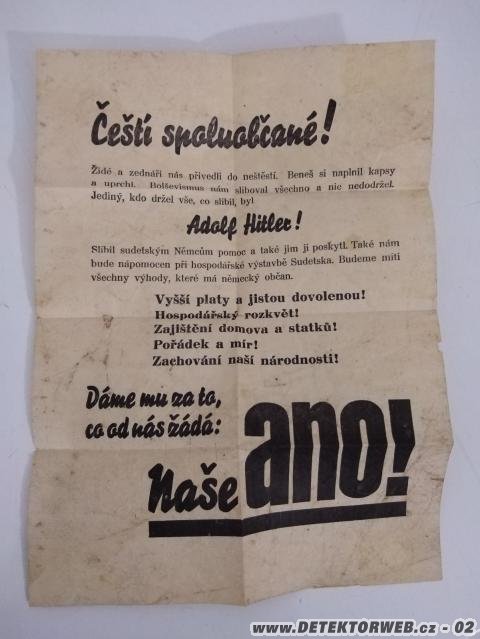 Čeští spoluobčané!
Židé a zednáři nás přivedli do neštěstí. Beneš si naplnil kapsy
a uprchl. Bolševismus nám sliboval všechno a nic nedodržel.
Jediný, kdo držel vše, co slíbil, byl
Adolf Hitler!
Slíbil sudetským Němcům pomoc a také jim ji poskytl. Také nám
bude nápomocen při hospodářské výstavbě Sudetska. Budeme míti
všechny výhody, které má německý občan.
Vyšší platy a jistou dovolenou!
Hospodářský rozkvět!
Zajištění domova a statků!
Pořádek a mír!
Zachování naší národnosti!
Dáme mu za to,
co od nás žádá:
Naše ano!
www.DETEKTORWEB.cz - 02